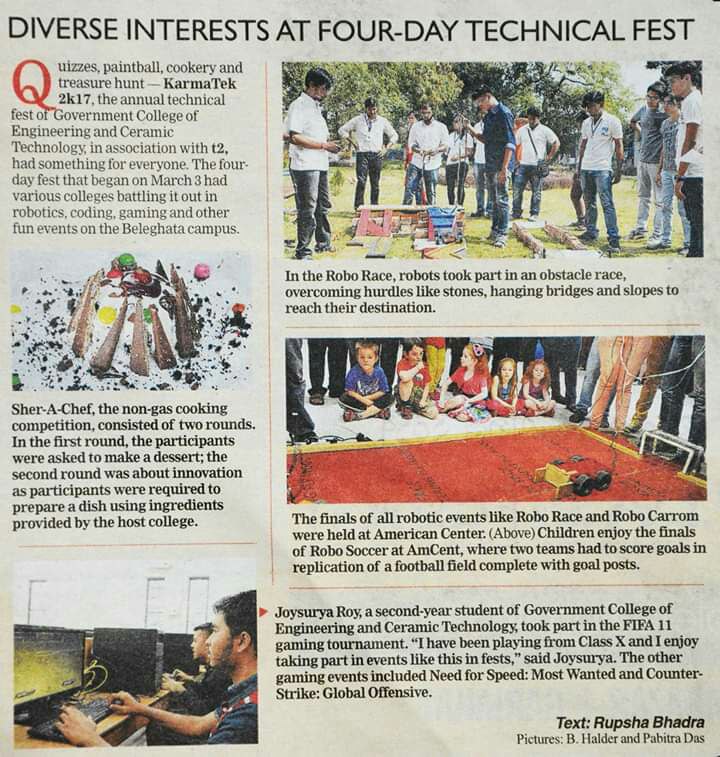 DIVERSE INTERESTS AT FOUR-DAY TECHNICAL FEST
Quizzes, paintball, cookery and
treasure hunt — KarmaTek
2k17, the annual technical
fest of Government College of
Engineering and Ceramic
Technology, in association with t2,
had something for everyone. The four-
day fest that began on March 3 had
various colleges battling it out in
robotics, coding, gaming and other
fun events on the Beleghata campus.
In the Robo Race, robots took part in an obstacle race,
overcoming hurdles like stones, hanging bridges and slopes to
reach their destination.
Sher-A-Chef, the non-gas cooking
competition, consisted of two rounds.
In the first round, the participants
were asked to make a dessert; the
second round was about innovation
as participants were required to
prepare a dish using ingredients
provided by the host college.
The finals of all robotic events like Robo Race and Robo Carrom
were held at American Center. (Above) Children enjoy the finals
of Robo Soccer at AmCent, where two teams had to score goals in
replication of a football field complete with goal posts.
Joysurya Roy, a second-year student of Government College of
Engineering and Ceramic Technology, took part in the FIFA 11
gaming tournament. “I have been playing from Class X and I enjoy
taking part in events like this in fests,” said Joysurya. The other
gaming events included Need for Speed: Most Wanted and Counter-
Strike: Global Offensive.
Text: Rupsha Bhadra
Pictures: B. Halder and Pabitra Das